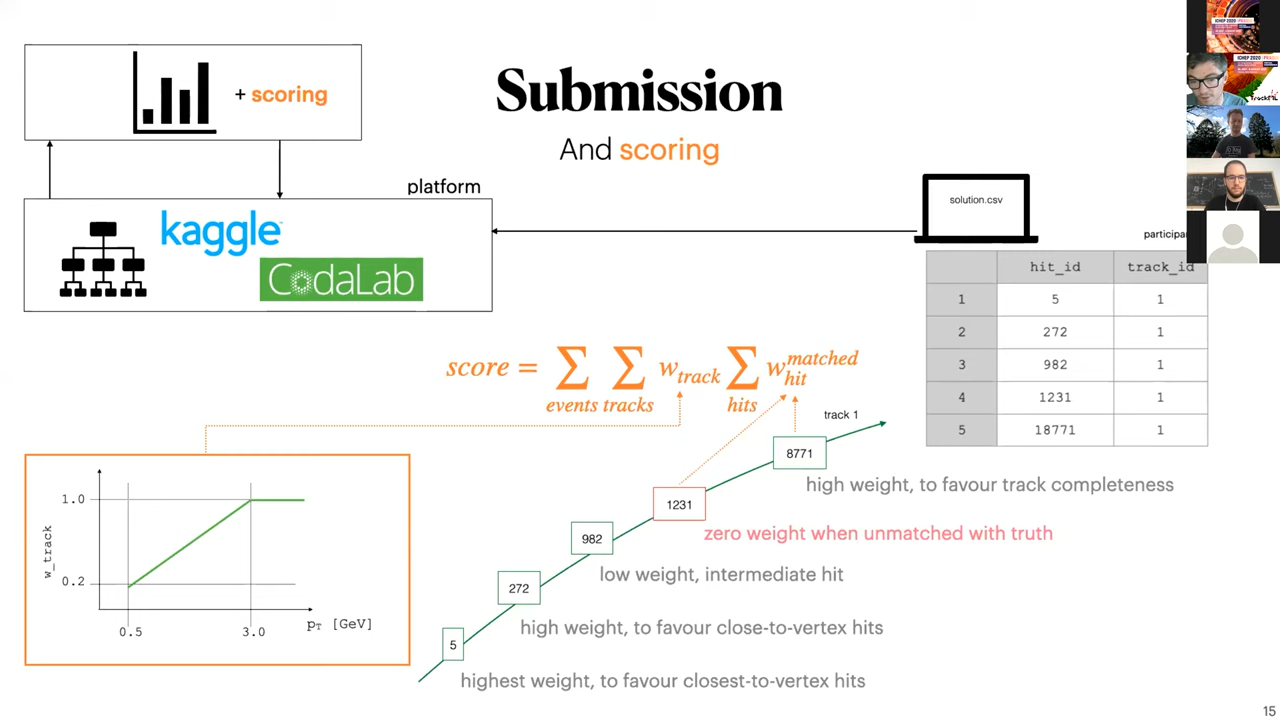 Submission
And scoring
+ scoring
platform
kaggle
CodaLab
solution.csv
hit_id track_id
1 5 1
2 272 1
3 982 1
4 1231 1
5 18771 1
score = ∑ ∑ w_track ∑ w_hit^matched
events tracks hits
track 1
8771
high weight, to favour track completeness
1231
zero weight when unmatched with truth
982
low weight, intermediate hit
272
high weight, to favour close-to-vertex hits
5
highest weight, to favour closest-to-vertex hits
w_track
1.0
0.2
0.5
3.0
pT [GeV]
15